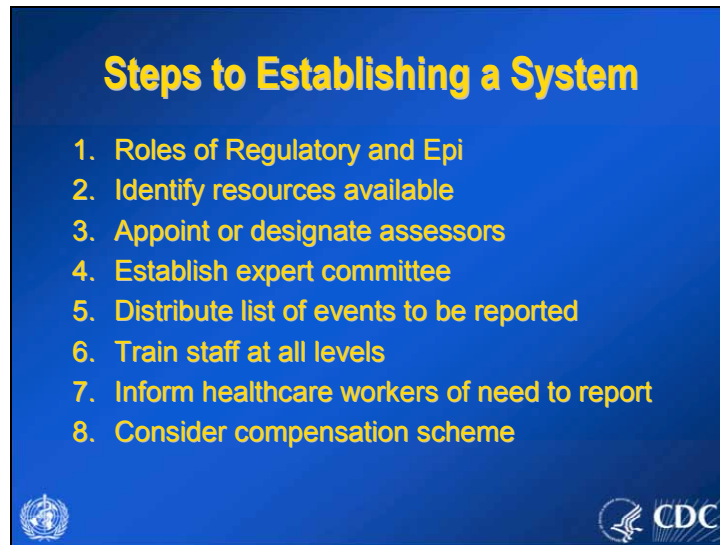 Steps to Establishing a System
1. Roles of Regulatory and Epi
2. Identify resources available
3. Appoint or designate assessors
4. Establish expert committee
5. Distribute list of events to be reported
6. Train staff at all levels
7. Inform healthcare workers of need to report
8. Consider compensation scheme
CDC